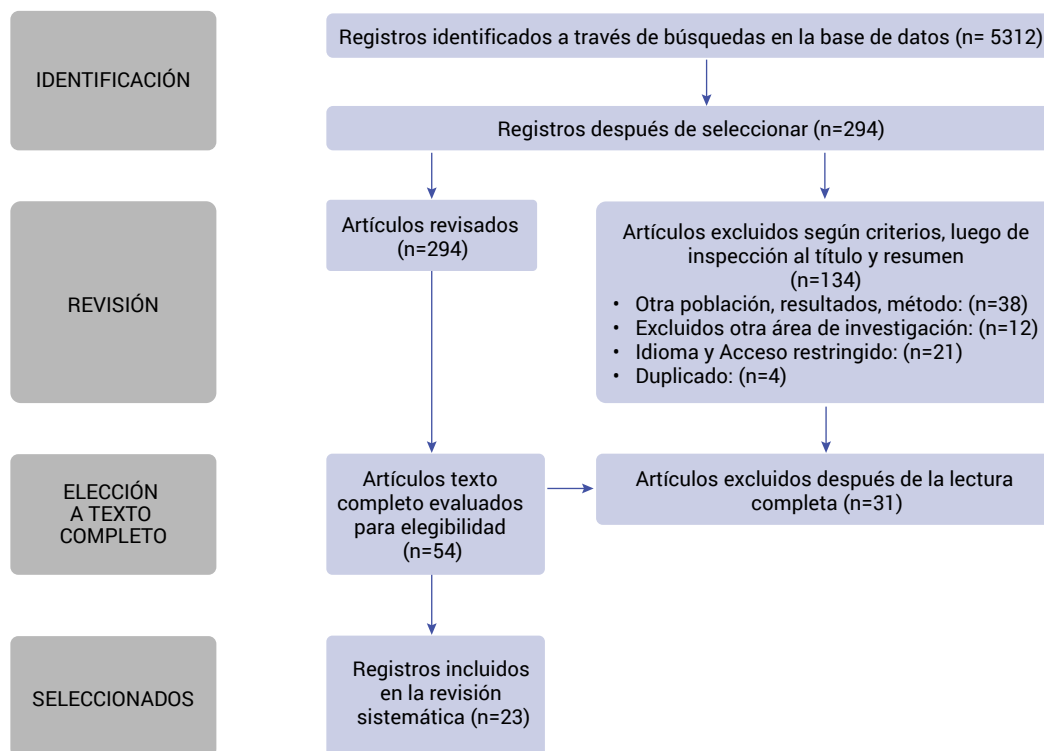 IDENTIFICACIÓN
Registros identificados a través de búsquedas en la base de datos (n= 5312)
Registros después de seleccionar (n=294)
REVISIÓN
Artículos revisados
(n=294)
Artículos excluidos según criterios, luego de
inspección al título y resumen
(n=134)
• Otra población, resultados, método: (n=38)
• Excluidos otra área de investigación: (n=12)
• Idioma y Acceso restringido: (n=21)
• Duplicado: (n=4)
ELECCIÓN
A TEXTO
COMPLETO
Artículos texto
completo evaluados
para elegibilidad
(n=54)
Artículos excluidos después de la lectura
completa (n=31)
SELECCIONADOS
Registros incluidos
en la revisión
sistemática (n=23)